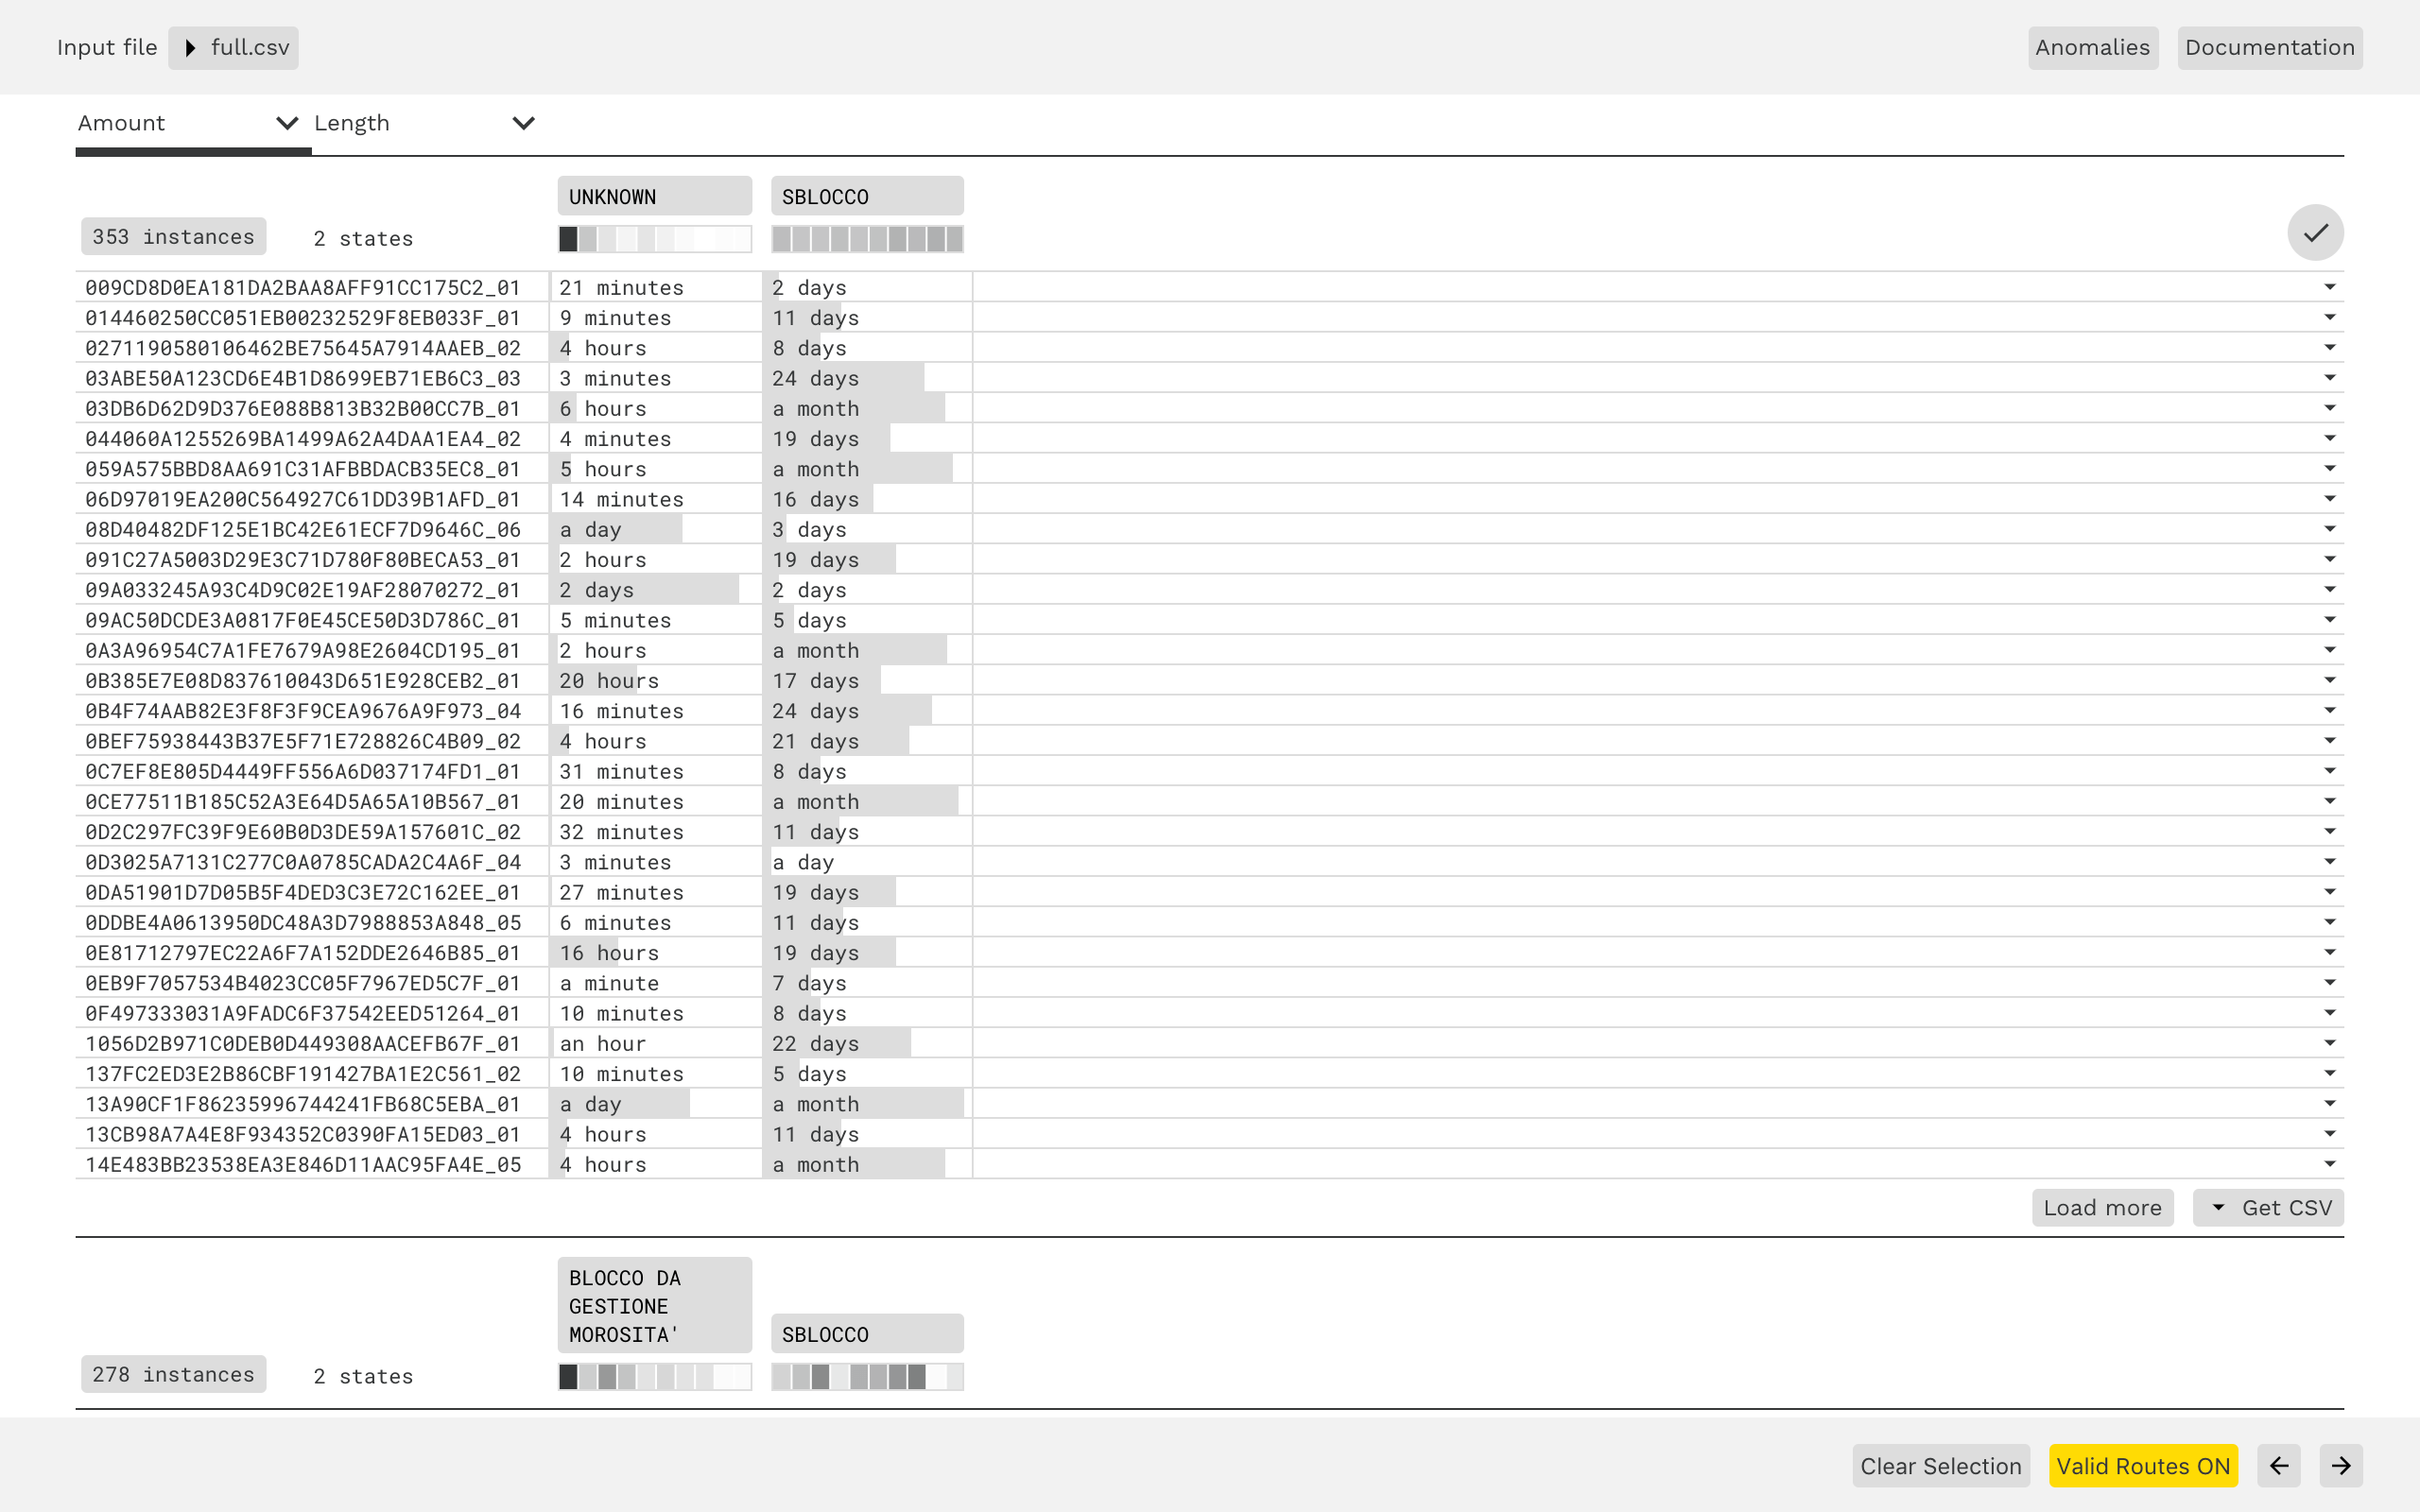 Input file full.csv Anomalies Documentation
Amount Length
UNKNOWN SBLOCCO
353 instances 2 states
009CD8D0EA181DA2BAA8AFF91CC175C2_01 21 minutes 2 days
014460250CC051EB00232529F8EB033F_01 9 minutes 11 days
0271190580106462BE75645A7914AAEB_02 4 hours 8 days
03ABE50A123CD6E4B1D8699EB71EB6C3_03 3 minutes 24 days
03DB6D62D9D376E088B813B32B00CC7B_01 6 hours a month
044060A1255269BA1499A62A4DAA1EA4_02 4 minutes 19 days
059A575BBD8AA691C31AFBBDACB35EC8_01 5 hours a month
06D97019EA200C564927C61DD39B1AFD_01 14 minutes 16 days
08D40482DF125E1BC42E61ECF7D9646C_06 a day 3 days
091C27A5003D29E3C71D780F80BECA53_01 2 hours 19 days
09A033245A93C4D9C02E19AF28070272_01 2 days 2 days
09AC50DCDE3A0817F0E45CE50D3D786C_01 5 minutes 5 days
0A3A96954C7A1FE7679A98E2604CD195_01 2 hours a month
0B385E7E08D837610043D651E928CEB2_01 20 hours 17 days
0B4F74AAB82E3F8F3F9CEA9676A9F973_04 16 minutes 24 days
0BEF75938443B37E5F71E728826C4B09_02 4 hours 21 days
0C7EF8E805D4449FF556A6D037174FD1_01 31 minutes 8 days
0CE77511B185C52A3E64D5A65A10B567_01 20 minutes a month
0D2C297FC39F9E60B0D3DE59A157601C_02 32 minutes 11 days
0D3025A7131C277C0A0785CADA2C4A6F_04 3 minutes a day
0DA51901D7D05B5F4DED3C3E72C162EE_01 27 minutes 19 days
0DDBE4A0613950DC48A3D7988853A848_05 6 minutes 11 days
0E81712797EC22A6F7A152DDE2646B85_01 16 hours 19 days
0EB9F7057534B4023CC05F7967ED5C7F_01 a minute 7 days
0F497333031A9FADC6F37542EED51264_01 10 minutes 8 days
1056D2B971C0DEB0D449308AACEFB67F_01 an hour 22 days
137FC2ED3E2B86CBF191427BA1E2C561_02 10 minutes 5 days
13A90CF1F86235996744241FB68C5EBA_01 a day a month
13CB98A7A4E8F934352C0390FA15ED03_01 4 hours 11 days
14E483BB23538EA3E846D11AAC95FA4E_05 4 hours a month
Load more Get CSV
BLOCCO DA
GESTIONE
MOROSITA' SBLOCCO
278 instances 2 states
Clear Selection Valid Routes ON